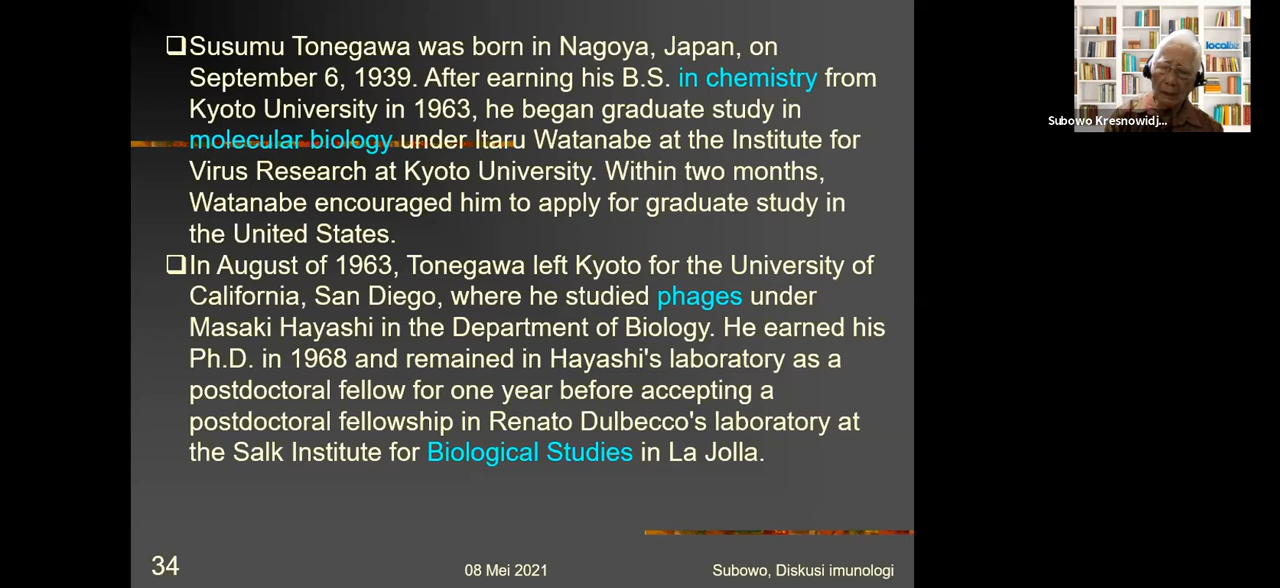 ❑Susumu Tonegawa was born in Nagoya, Japan, on
September 6, 1939. After earning his B.S. in chemistry from
Kyoto University in 1963, he began graduate study in
molecular biology under Itaru Watanabe at the Institute for
Virus Research at Kyoto University. Within two months,
Watanabe encouraged him to apply for graduate study in
the United States.
❑In August of 1963, Tonegawa left Kyoto for the University of
California, San Diego, where he studied phages under
Masaki Hayashi in the Department of Biology. He earned his
Ph.D. in 1968 and remained in Hayashi's laboratory as a
postdoctoral fellow for one year before accepting a
postdoctoral fellowship in Renato Dulbecco's laboratory at
the Salk Institute for Biological Studies in La Jolla.
34
08 Mei 2021
Subowo, Diskusi imunologi
localbiz
Subowo Kresnowidj...